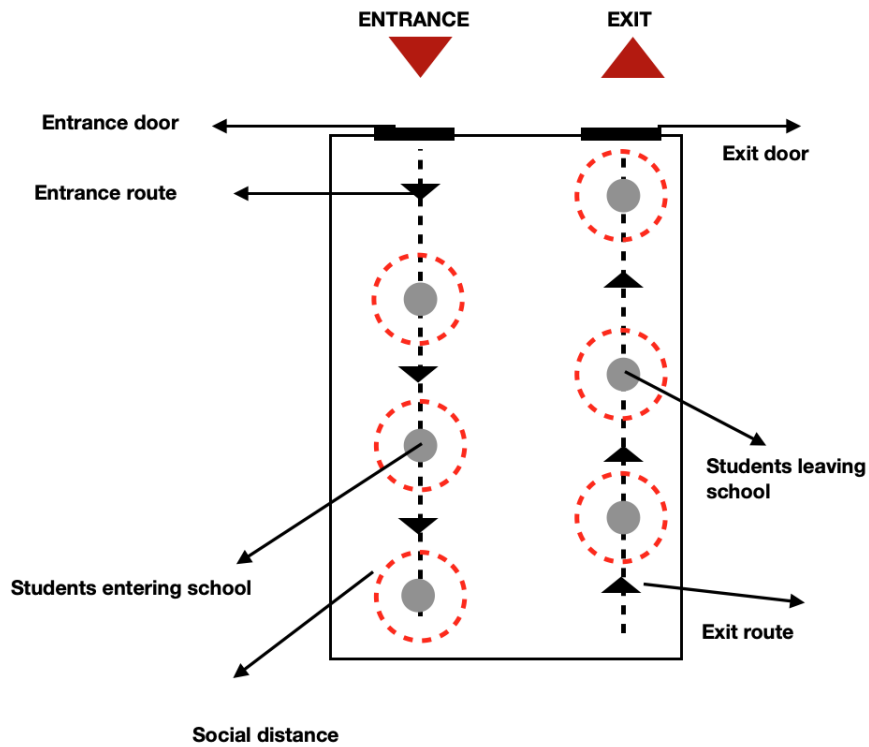 ENTRANCE
EXIT
Entrance door
Exit door
Entrance route
Students leaving
school
Students entering school
Exit route
Social distance